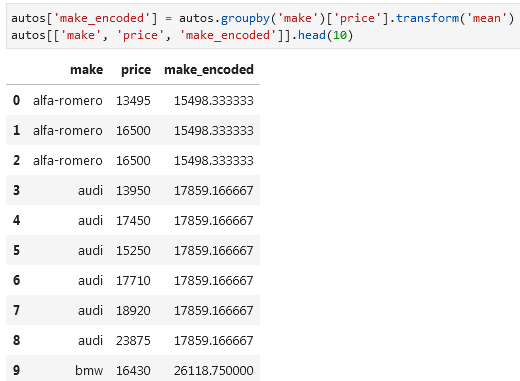 autos['make_encoded'] = autos.groupby('make')['price'].transform('mean')
autos[['make', 'price', 'make_encoded']].head(10)
make price make_encoded
0 alfa-romero 13495 15498.333333
1 alfa-romero 16500 15498.333333
2 alfa-romero 16500 15498.333333
3 audi 13950 17859.166667
4 audi 17450 17859.166667
5 audi 15250 17859.166667
6 audi 17710 17859.166667
7 audi 18920 17859.166667
8 audi 23875 17859.166667
9 bmw 16430 26118.750000